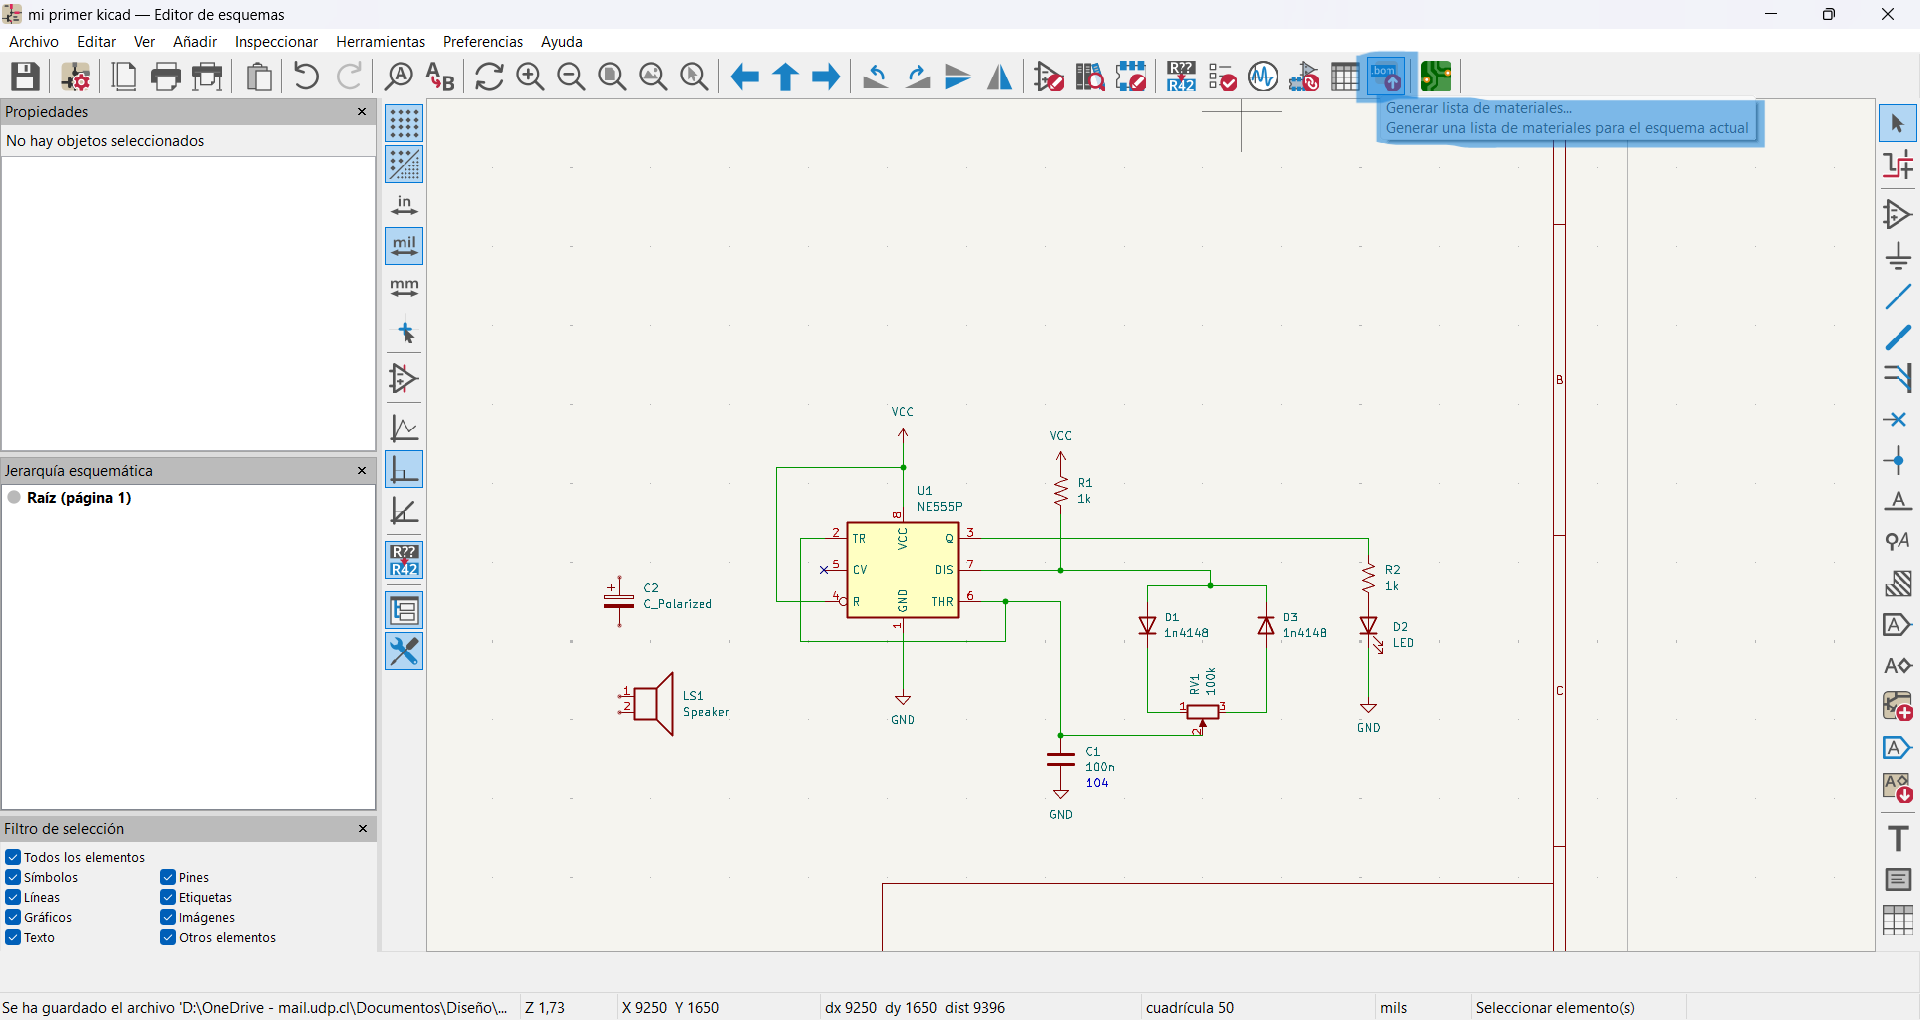 mi primer kicad — Editor de esquemas
Archivo Editar Ver Añadir Inspeccionar Herramientas Preferencias Ayuda
A
A B
R??
R42
.bom
Generar lista de materiales...
Generar una lista de materiales para el esquema actual
Propiedades
No hay objetos seleccionados
in
mil
mm
R??
R42
Jerarquía esquemática
Raíz (página 1)
Filtro de selección
Todos los elementos
Símbolos Pines
Líneas Etiquetas
Gráficos Imágenes
Texto Otros elementos
VCC
VCC
U1
NE555P
R1
1k
8
2 TR VCC Q 3
5 CV DIS 7
4 R GND THR 6
1
GND
C2
C_Polarized
LS1
Speaker
1
2
R2
1k
D1
1n4148
D3
1n4148
D2
LED
RV1
100k
1 3
2
GND
C1
100n
104
GND
B
C
A
A
A
A
A
A
T
Se ha guardado el archivo 'D:\OneDrive - mail.udp.cl\Documentos\Diseño\... Z 1,73 X 9250 Y 1650 dx 9250 dy 1650 dist 9396 cuadrícula 50 mils Seleccionar elemento(s)